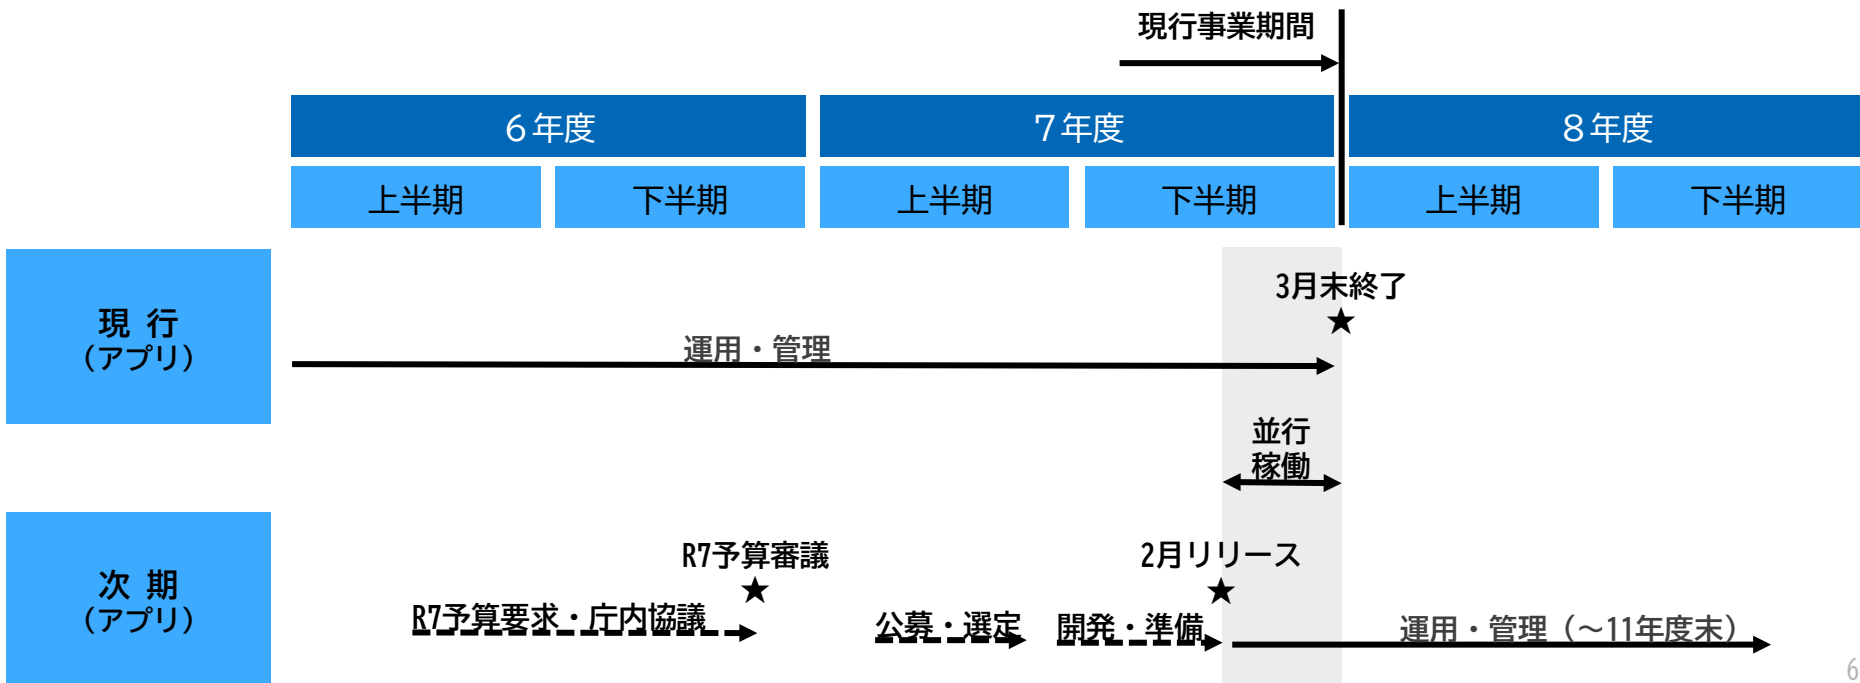 現行事業期間
６年度
７年度
８年度
上半期
下半期
上半期
下半期
上半期
下半期
現 行
（アプリ）
3月末終了
運用・管理
並行
稼働
次 期
（アプリ）
R7予算審議
2月リリース
R7予算要求・庁内協議
公募・選定
開発・準備
運用・管理（～11年度末）
6